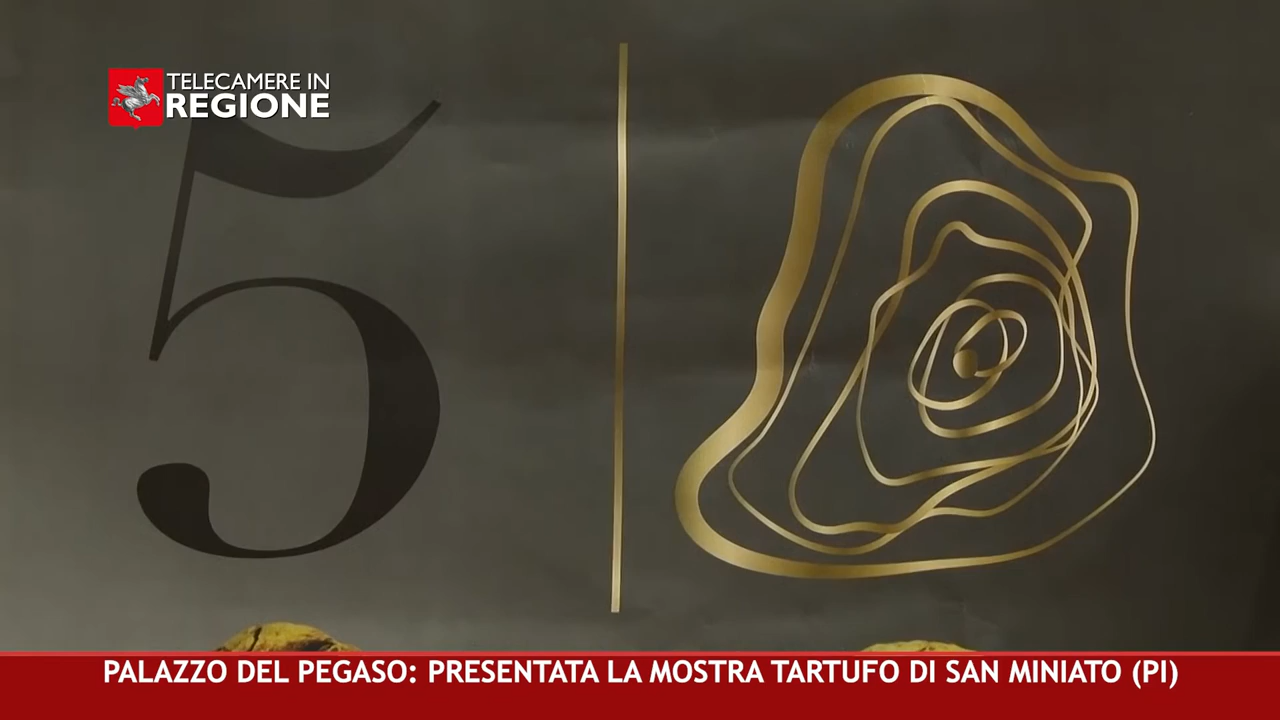 TELECAMERE IN
REGIONE
5
PALAZZO DEL PEGASO: PRESENTATA LA MOSTRA TARTUFO DI SAN MINIATO (PI)